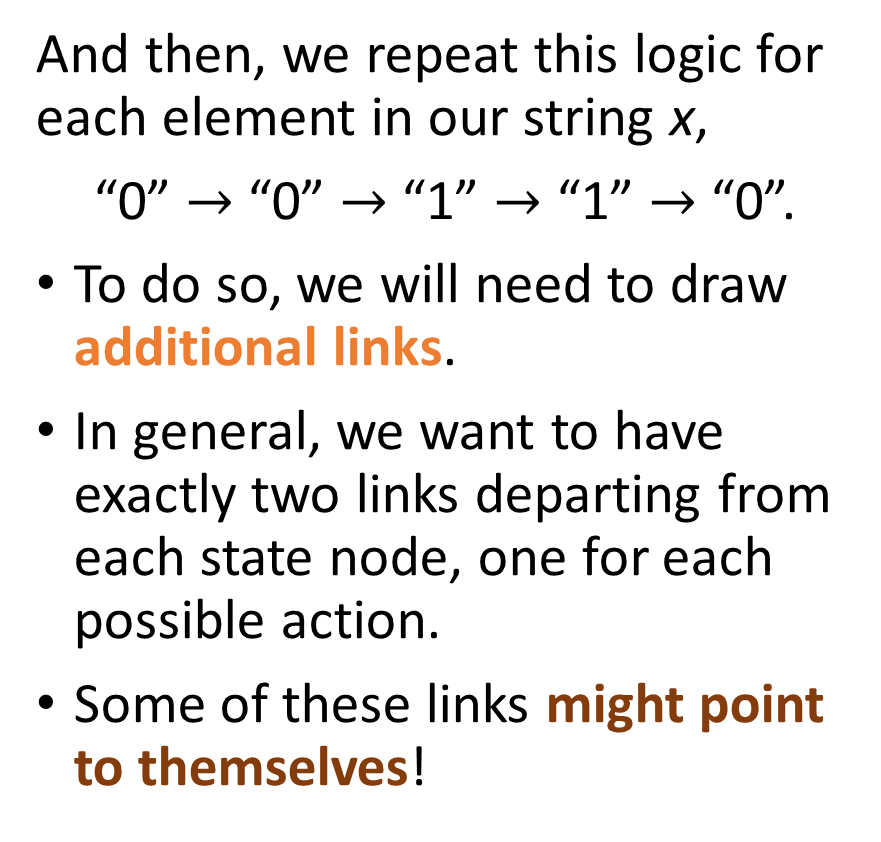 And then, we repeat this logic for
each element in our string x,
“0” → “0” → “1” → “1” → “0”.
• To do so, we will need to draw
additional links.
• In general, we want to have
exactly two links departing from
each state node, one for each
possible action.
• Some of these links might point
to themselves!